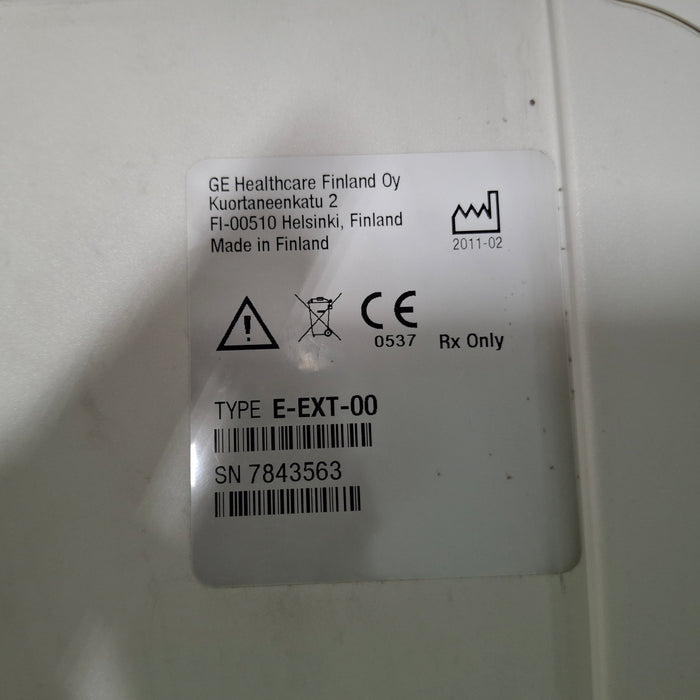 GE Healthcare Finland Oy
Kuortaneenkatu 2
FI-00510 Helsinki, Finland
Made in Finland
2011-02
CE
0537 Rx Only
TYPE E-EXT-00
SN 7843563